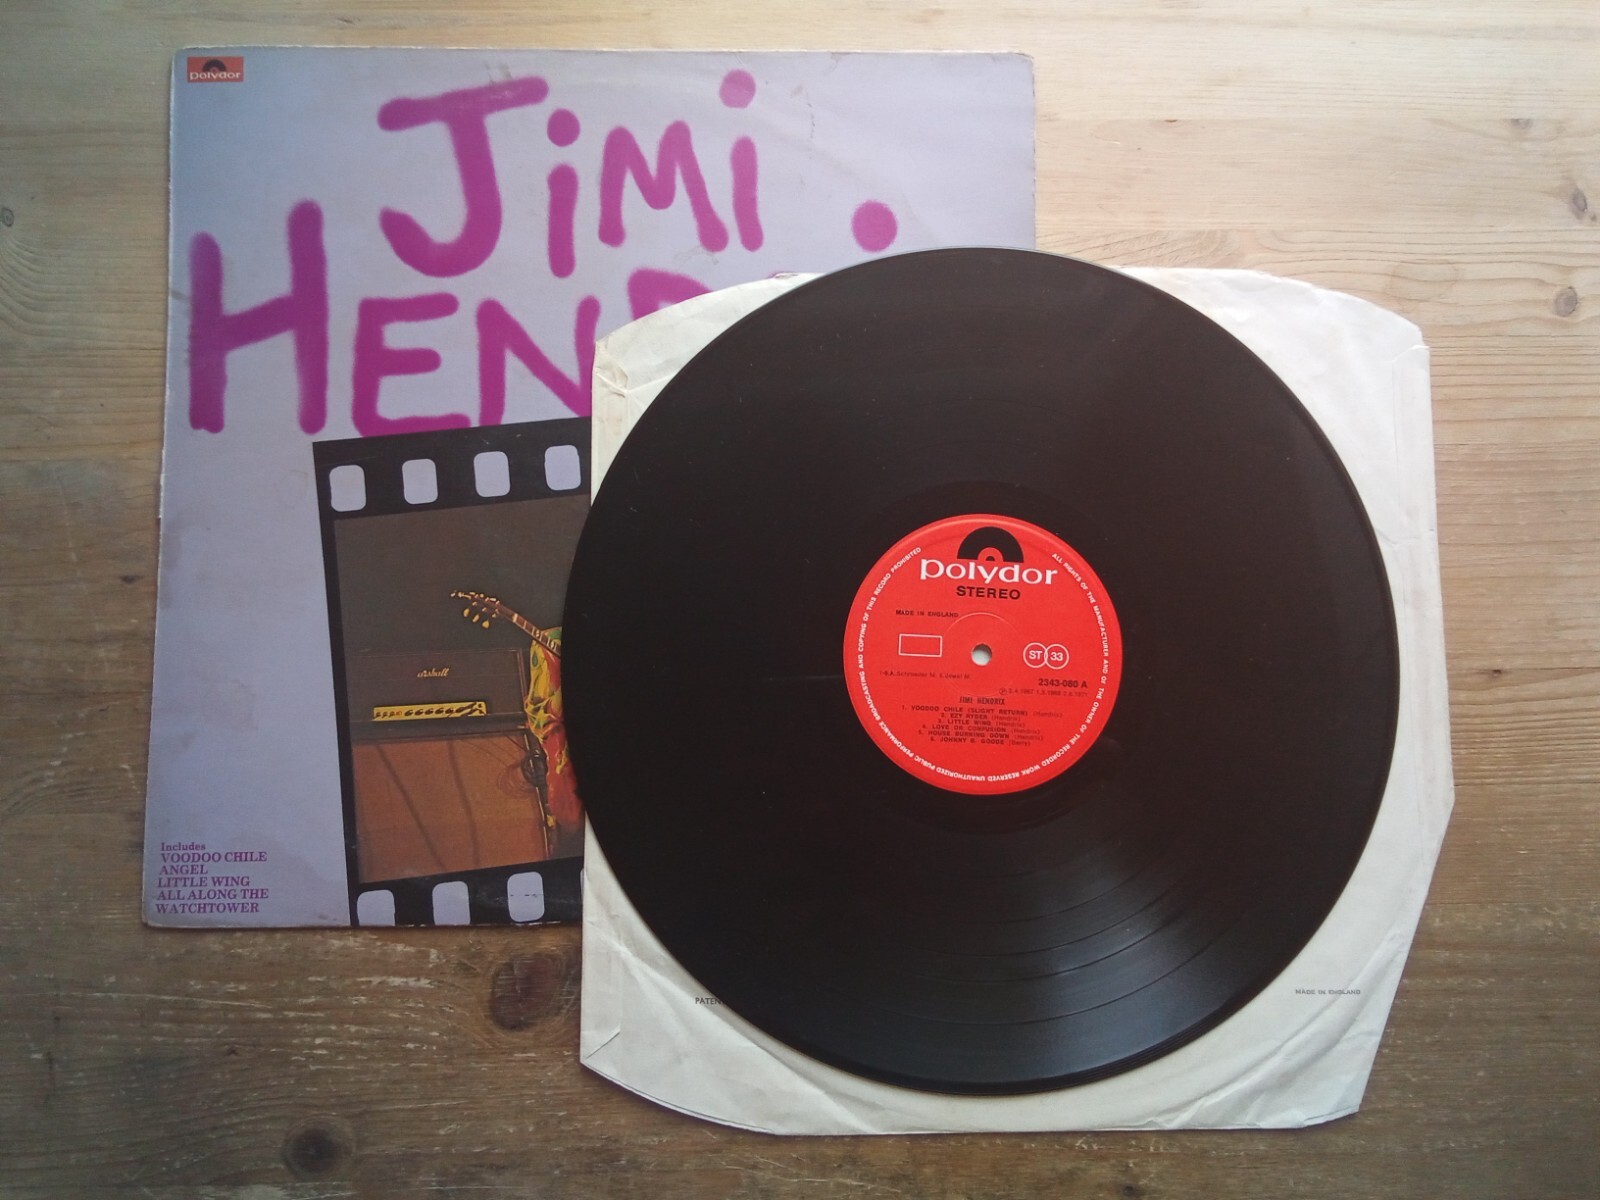 polydor
JiMi
HEND
arshall
Includes
VOODOO CHILE
ANGEL
LITTLE WING
ALL ALONG THE
WATCHTOWER
polydor
STEREO
MADE IN ENGLAND
ST 33
2343-080 A
JIMI HENDRIX
1. VOODOO CHILE (SLIGHT RETURN) (Hendrix)
2. EZY RYDER (Hendrix)
3. LITTLE WING (Hendrix)
4. LOVE OR CONFUSION (Hendrix)
5. HOUSE BURNING DOWN (Hendrix)
6. JOHNNY B. GOODE (Berry)
ALL RIGHTS OF THE MANUFACTURER AND OF THE OWNER OF THE RECORDED WORK RESERVED UNAUTHORIZED PUBLIC PERFORMANCE BROADCASTING AND COPYING OF THIS RECORD PROHIBITED
PATEN
MADE IN ENGLAND